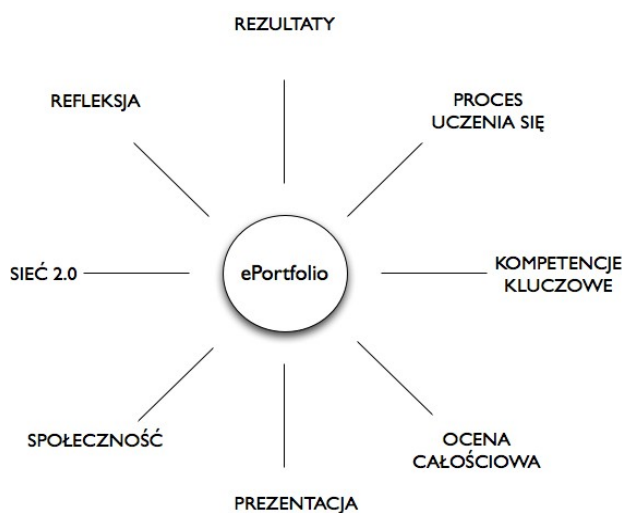 REZULTATY
REFLEKSJA
PROCES
UCZENIA SIĘ
SIEĆ 2.0
ePortfolio
KOMPETENCJE
KLUCZOWE
SPOŁECZNOŚĆ
OCENA
CAŁOŚCIOWA
PREZENTACJA